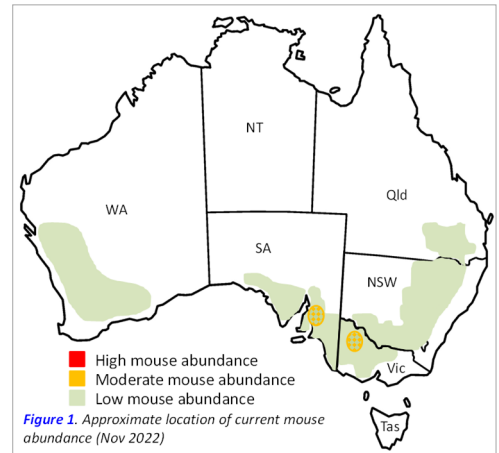 NT
Qld
WA
SA
NSW
Vic
High mouse abundance
Moderate mouse abundance
Low mouse abundance
Figure 1. Approximate location of current mouse
abundance (Nov 2022)
Tas